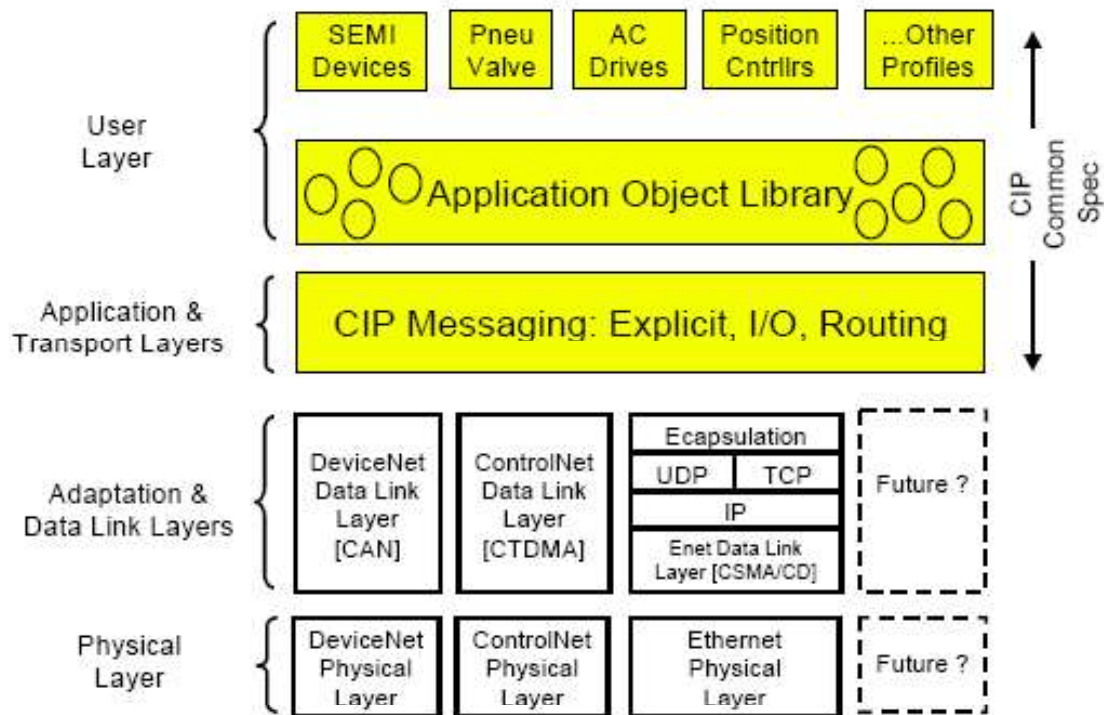 SEMI
Devices
Pneu
Valve
AC
Drives
Position
Cntrllrs
...Other
Profiles
User
Layer
Application Object Library
CIP
Common
Spec
Application &
Transport Layers
CIP Messaging: Explicit, I/O, Routing
Adaptation &
Data Link Layers
DeviceNet
Data Link
Layer
[CAN]
ControlNet
Data Link
Layer
[CTDMA]
Ecapsulation
UDP
TCP
IP
Enet Data Link
Layer [CSMA/CD]
Future ?
Physical
Layer
DeviceNet
Physical
Layer
ControlNet
Physical
Layer
Ethernet
Physical
Layer
Future ?